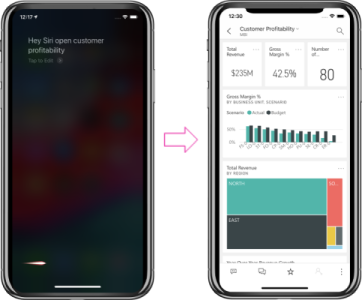 12:17
Hey Siri open customer
profitability
Tap to Edit
12:30
Customer Profitability
Total
Revenue
$235M
Gross
Margin %
42.5%
Number
of...
80
Gross Margin %
BY BUSINESS UNIT, SCENARIO
Scenario Actual Budget
50%
0%
Total Revenue
BY REGION
NORTH
EAST